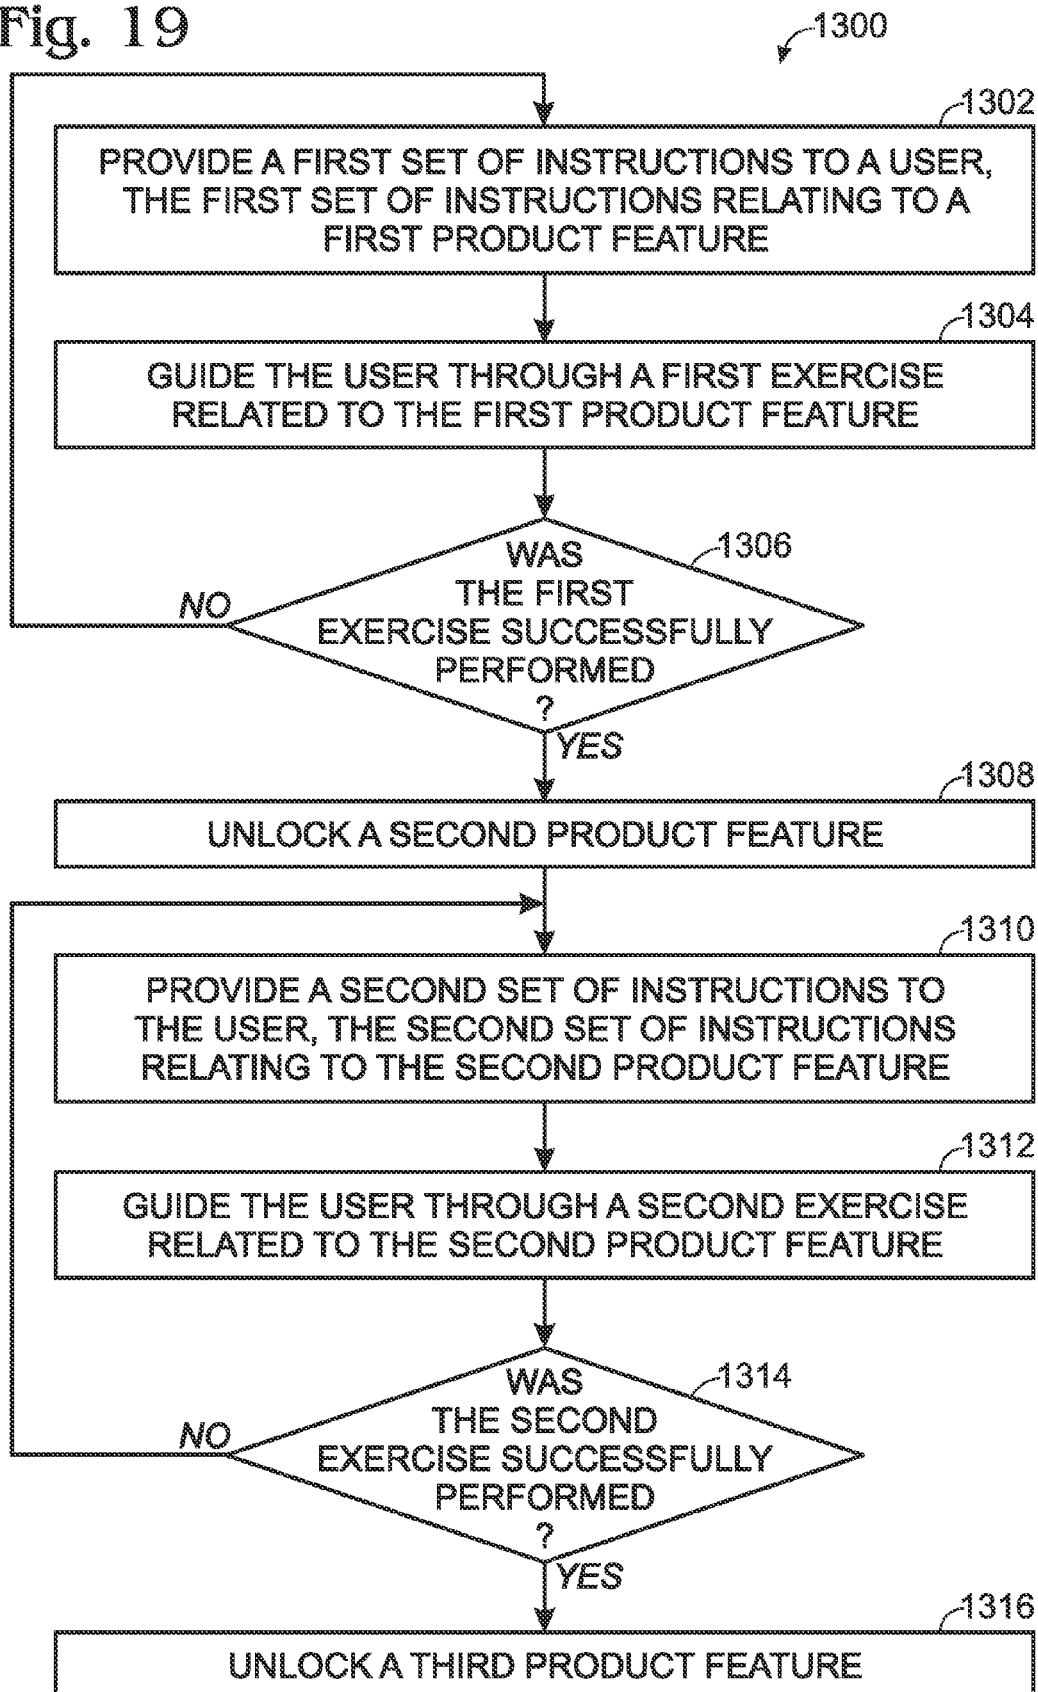 Fig. 19
1300
1302
PROVIDE A FIRST SET OF INSTRUCTIONS TO A USER,
THE FIRST SET OF INSTRUCTIONS RELATING TO A
FIRST PRODUCT FEATURE
1304
GUIDE THE USER THROUGH A FIRST EXERCISE
RELATED TO THE FIRST PRODUCT FEATURE
1306
WAS
THE FIRST
EXERCISE SUCCESSFULLY
PERFORMED
?
NO
YES
1308
UNLOCK A SECOND PRODUCT FEATURE
1310
PROVIDE A SECOND SET OF INSTRUCTIONS TO
THE USER, THE SECOND SET OF INSTRUCTIONS
RELATING TO THE SECOND PRODUCT FEATURE
1312
GUIDE THE USER THROUGH A SECOND EXERCISE
RELATED TO THE SECOND PRODUCT FEATURE
1314
WAS
THE SECOND
EXERCISE SUCCESSFULLY
PERFORMED
?
NO
YES
1316
UNLOCK A THIRD PRODUCT FEATURE